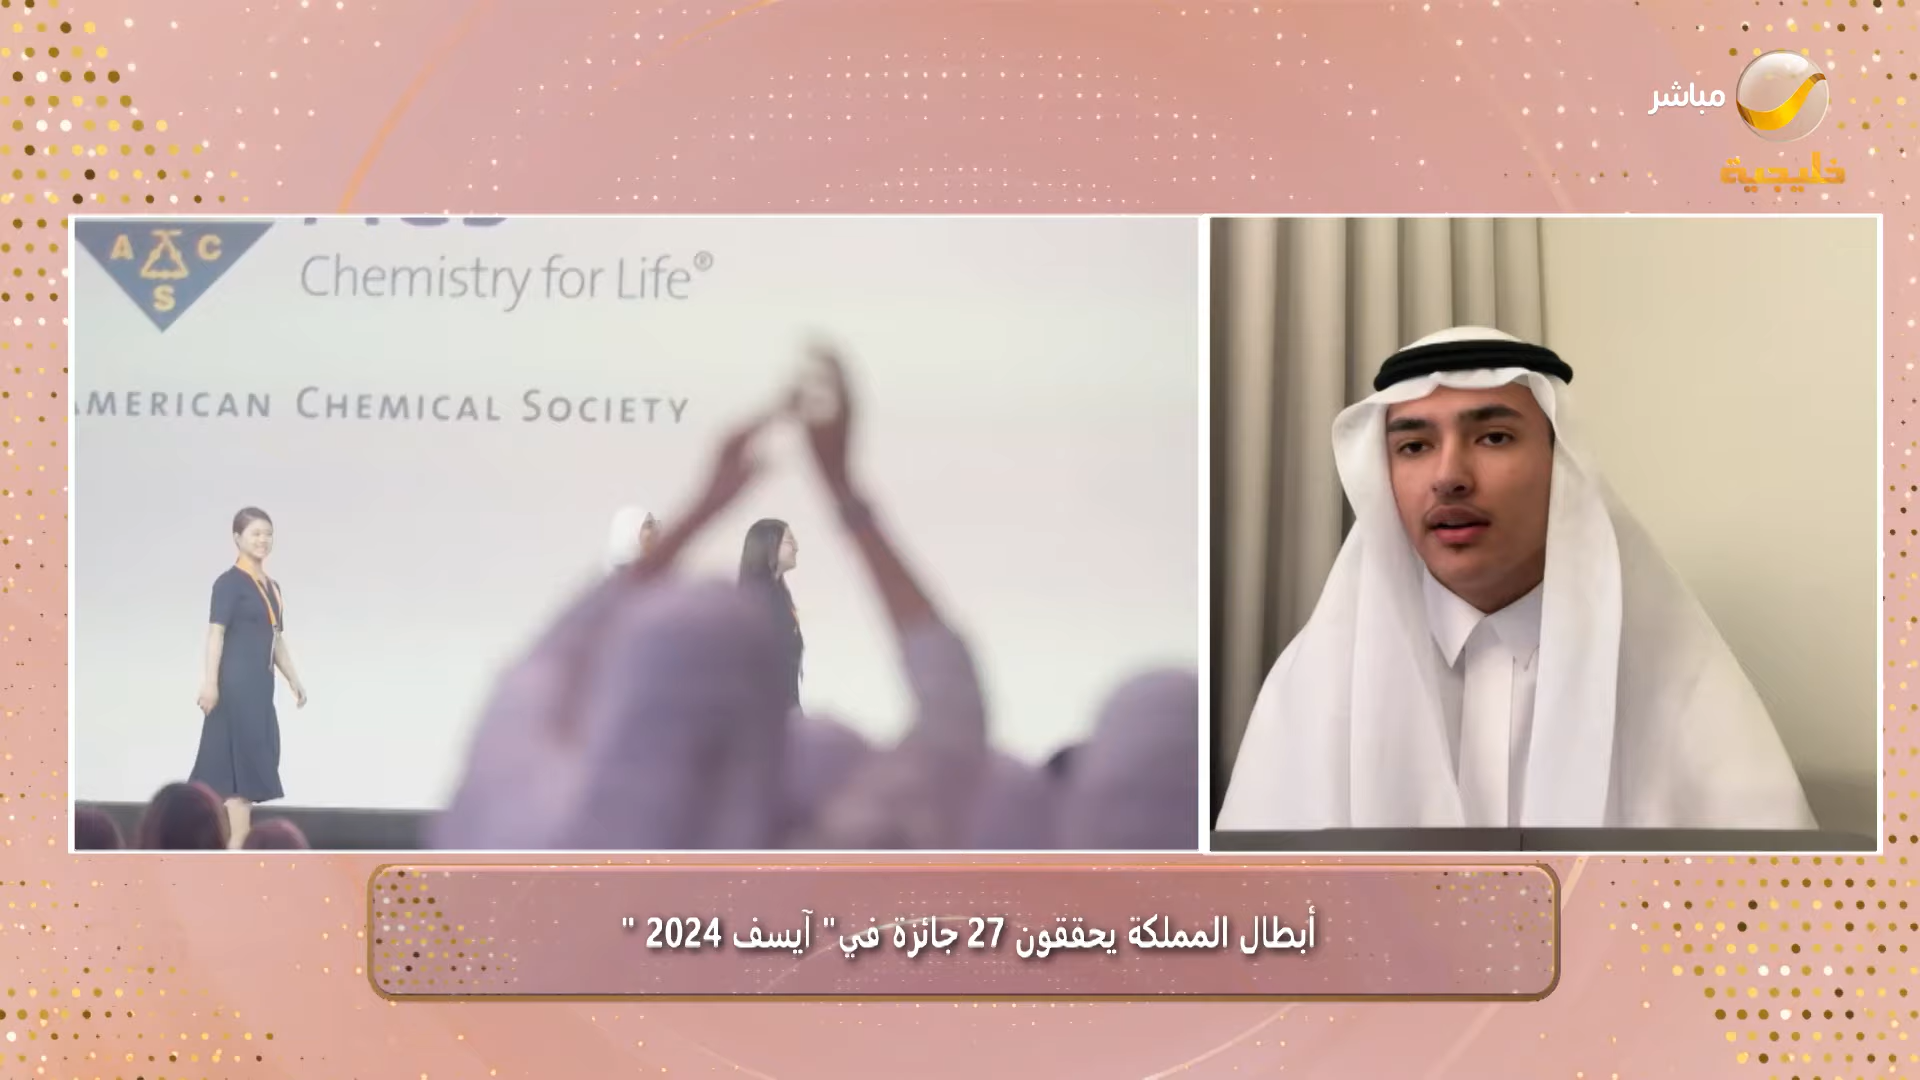 مباشر
خليجية
A C
S
Chemistry for Life®
AMERICAN CHEMICAL SOCIETY
أبطال المملكة يحققون 27 جائزة في" آيسف 2024 "